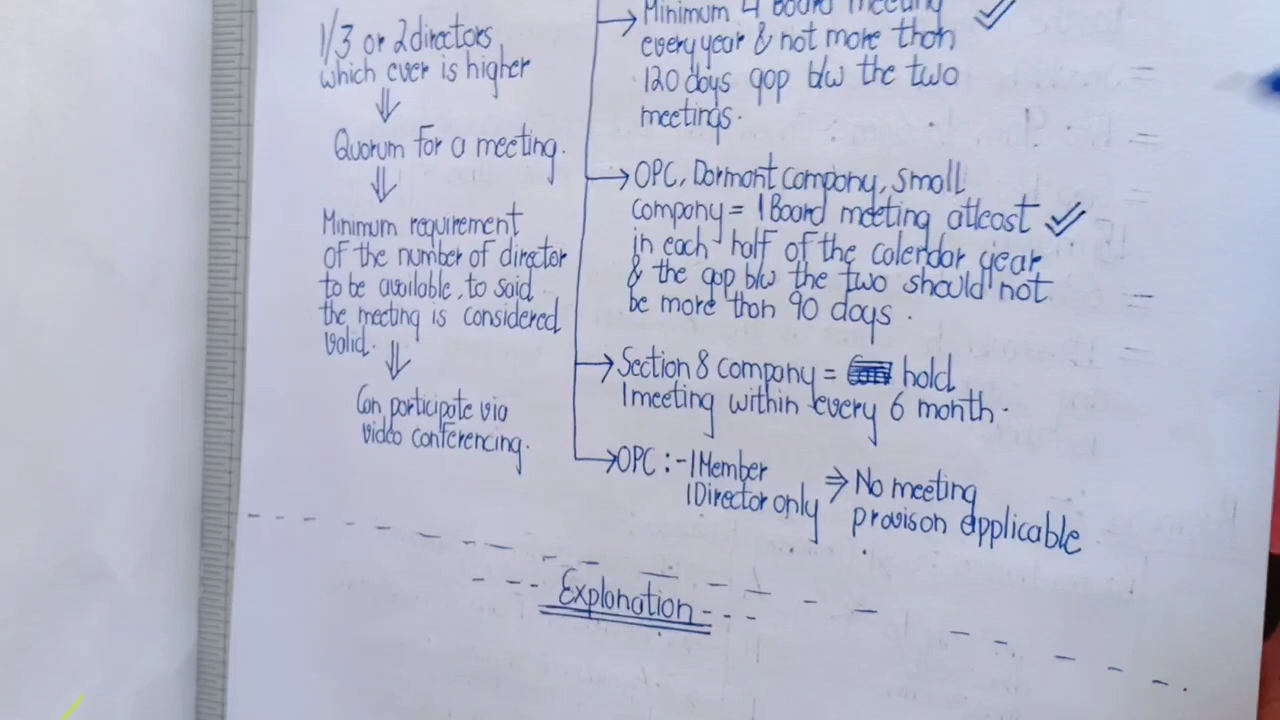 1/3 or 2 directors
which ever is higher
Quorum for a meeting.
Minimum requirement
of the number of director
to be available, to said
the meeting is considered
valid.
Can participate via
video conferencing.
Minimum 4 Board meeting
every year & not more than
120 days gap b/w the two
meetings.
OPC, Dormant company, small
company = 1 Board meeting atleast
in each half of the calendar year
& the gap b/w the two should not
be more than 90 days.
Section 8 company = hold
1 meeting within every 6 month.
OPC :- 1 Member
1 Director only
⇒ No meeting
provison applicable
Explanation